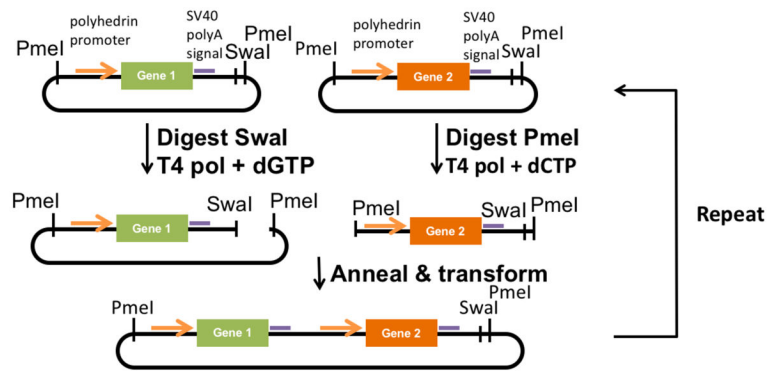 polyhedrin
promoter
SV40
polyA
signal
PmeI
SwaI
PmeI
Gene 1
polyhedrin
promoter
SV40
polyA
signal
PmeI
SwaI
PmeI
Gene 2
Digest SwaI
T4 pol + dGTP
Digest PmeI
T4 pol + dCTP
PmeI
SwaI
PmeI
Gene 1
PmeI
SwaI
PmeI
Gene 2
Repeat
Anneal & transform
PmeI
SwaI
PmeI
Gene 1
Gene 2